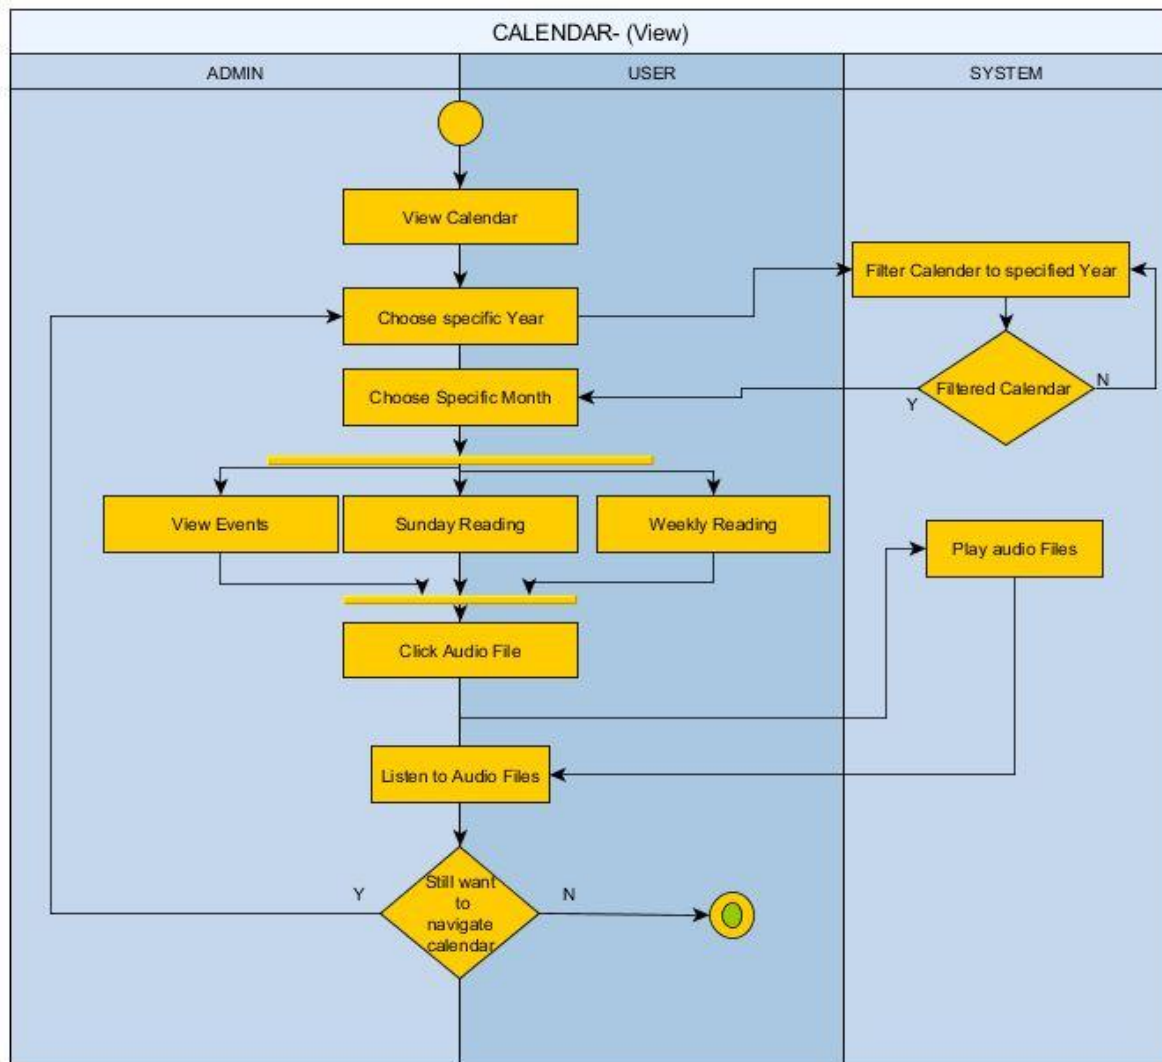 CALENDAR- (View)
ADMIN
USER
SYSTEM
View Calendar
Filter Calender to specified Year
Choose specific Year
Choose Specific Month
Filtered Calendar
N
Y
View Events
Sunday Reading
Weekly Reading
Play audio Files
Click Audio File
Listen to Audio Files
Still want
to
navigate
calendar
Y
N